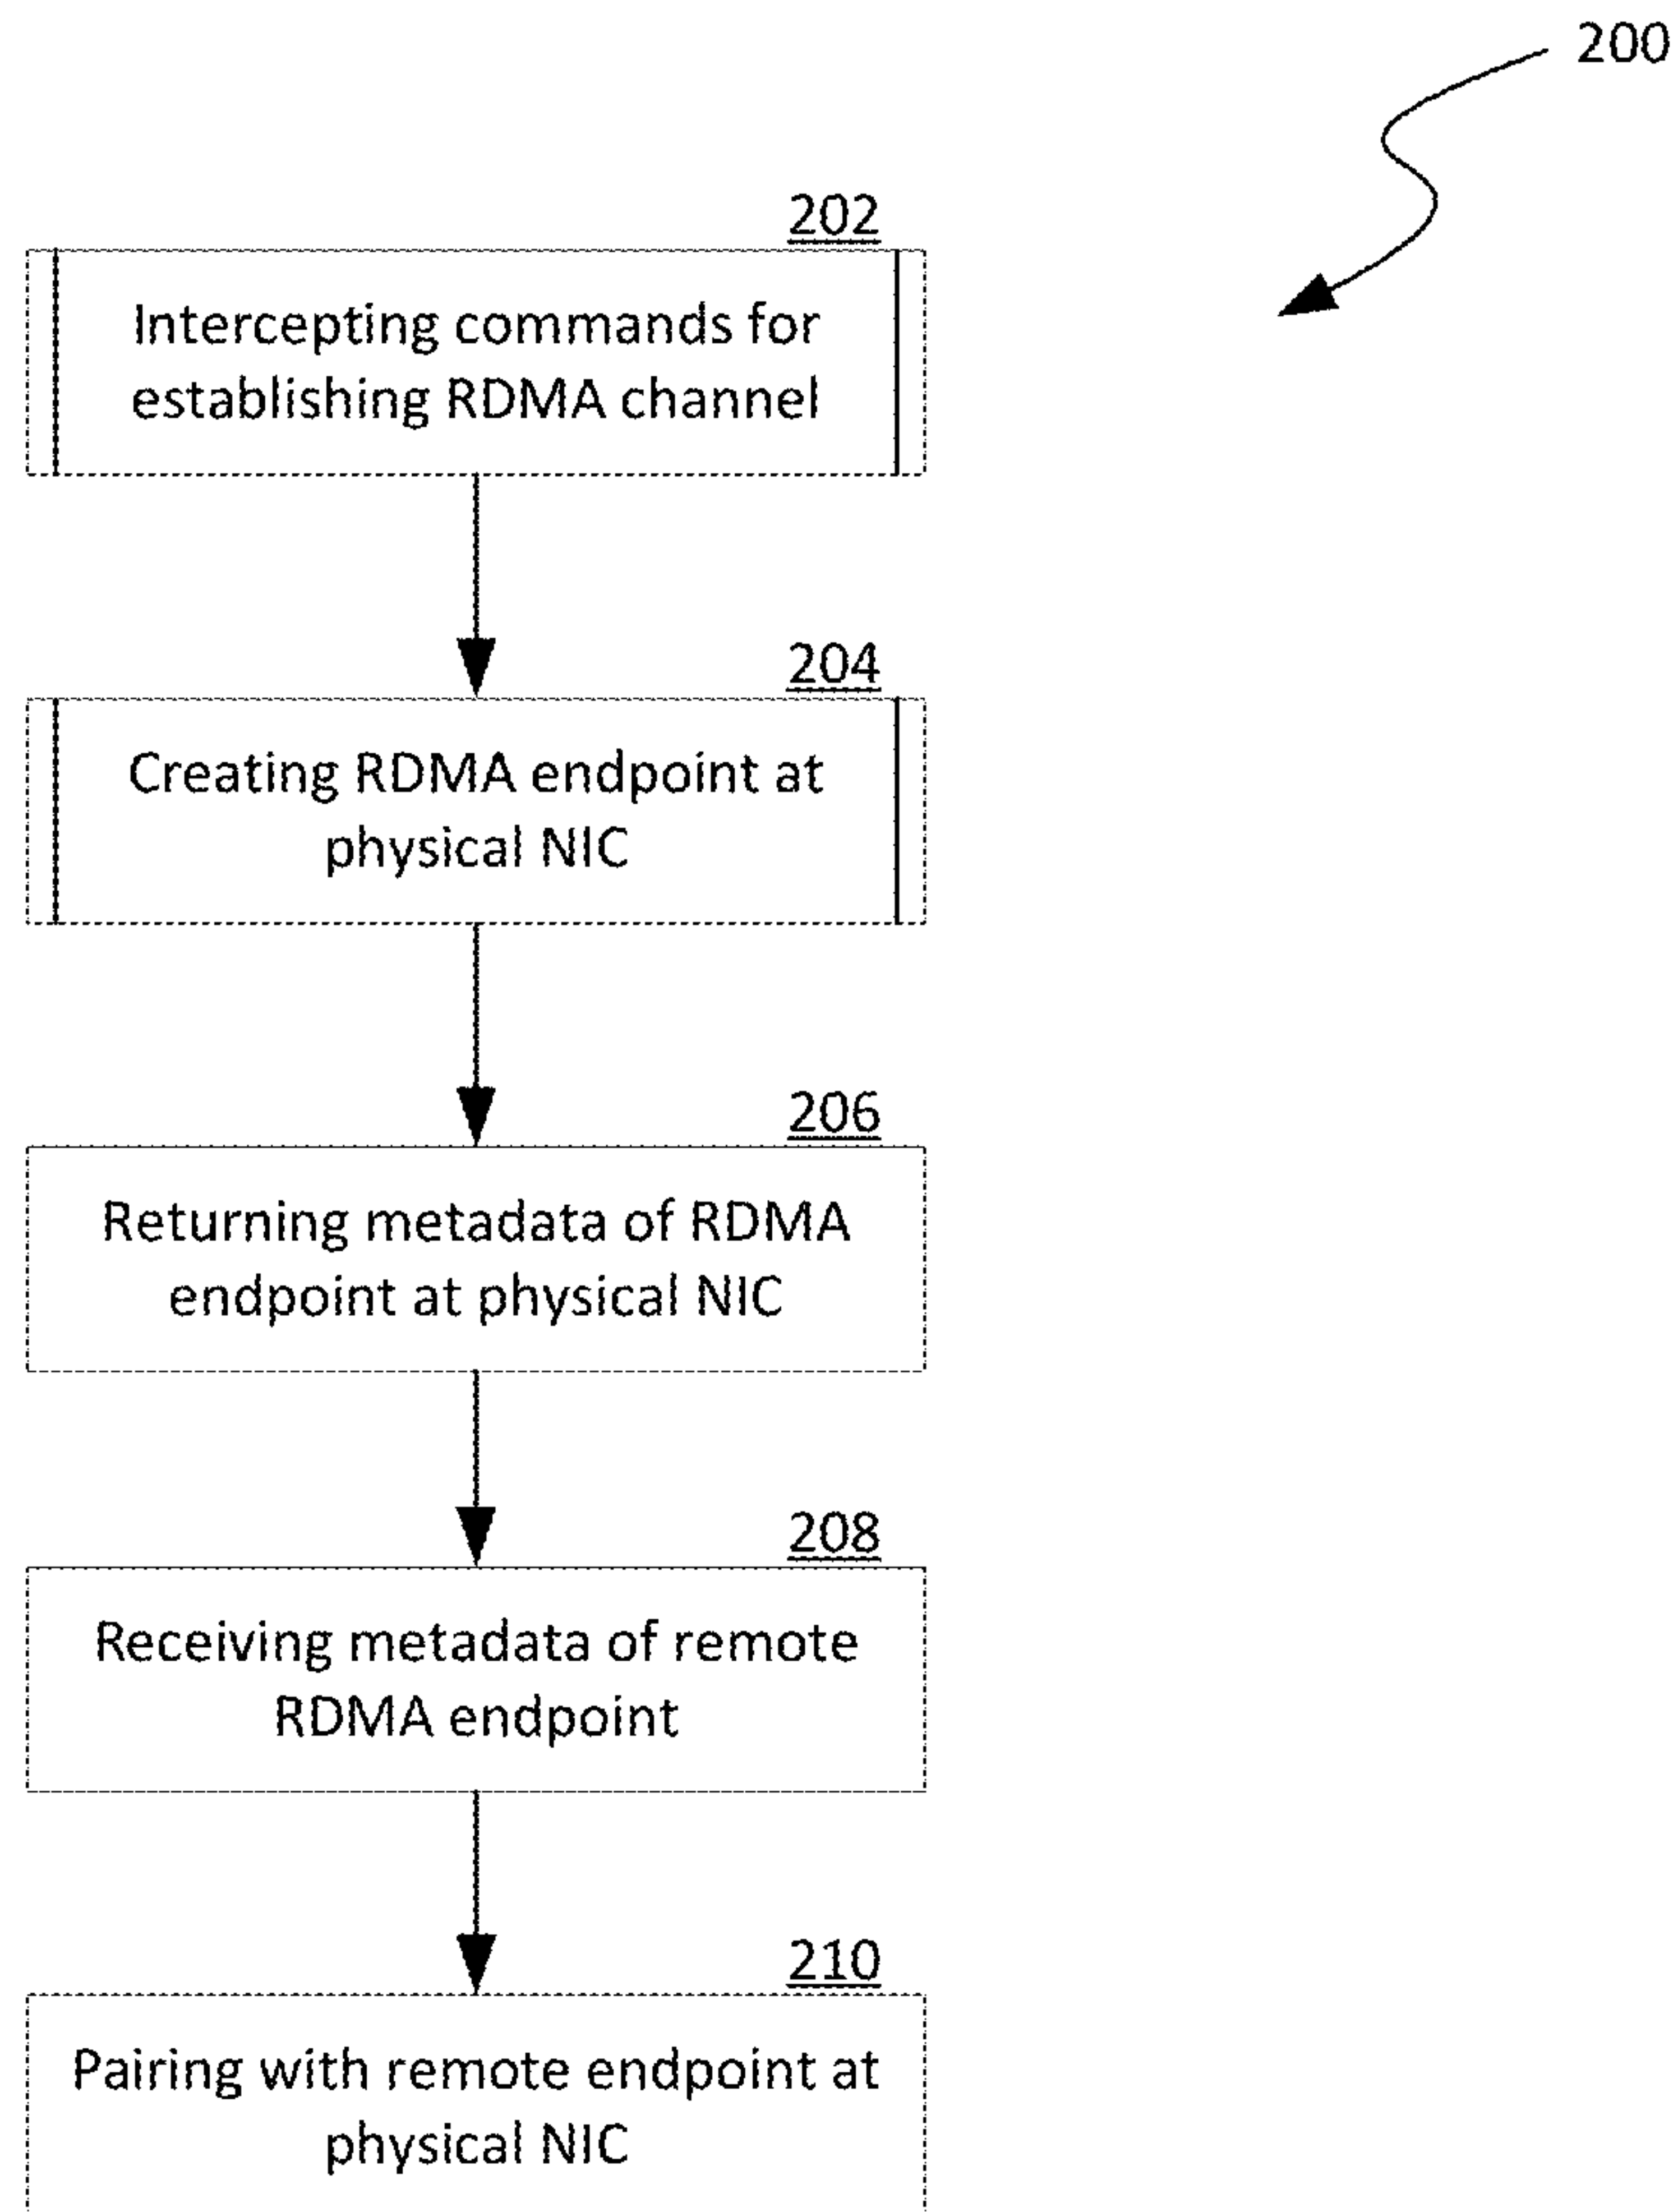 200
202
Intercepting commands for
establishing RDMA channel
204
Creating RDMA endpoint at
physical NIC
206
Returning metadata of RDMA
endpoint at physical NIC
208
Receiving metadata of remote
RDMA endpoint
210
Pairing with remote endpoint at
physical NIC